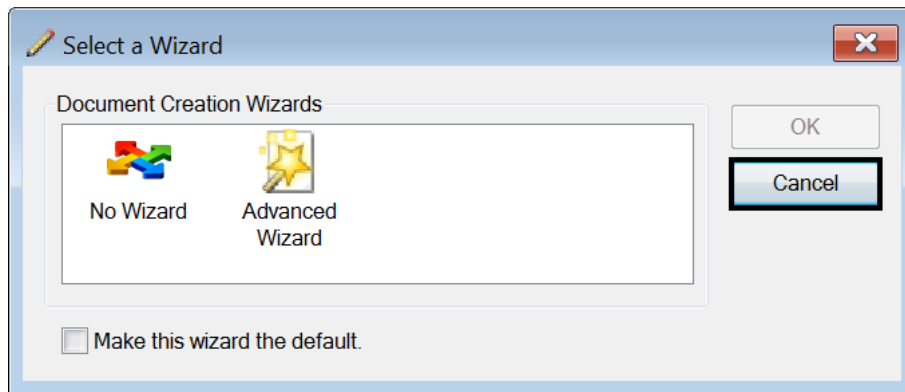 Select a Wizard
Document Creation Wizards
No Wizard
Advanced
Wizard
OK
Cancel
Make this wizard the default.